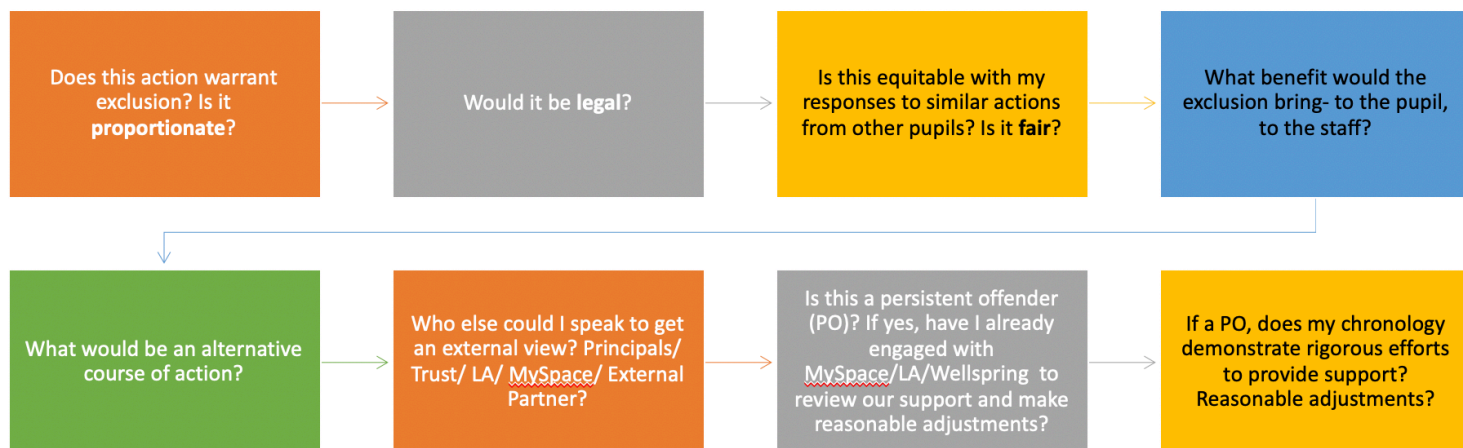 Does this action warrant
exclusion? Is it
proportionate?
Would it be legal?
Is this equitable with my
responses to similar actions
from other pupils? Is it fair?
What benefit would the
exclusion bring- to the pupil,
to the staff?
What would be an alternative
course of action?
Who else could I speak to get
an external view? Principals/
Trust/ LA/ MySpace/ External
Partner?
Is this a persistent offender
(PO)? If yes, have I already
engaged with
MySpace/LA/Wellspring to
review our support and make
reasonable adjustments?
If a PO, does my chronology
demonstrate rigorous efforts
to provide support?
Reasonable adjustments?